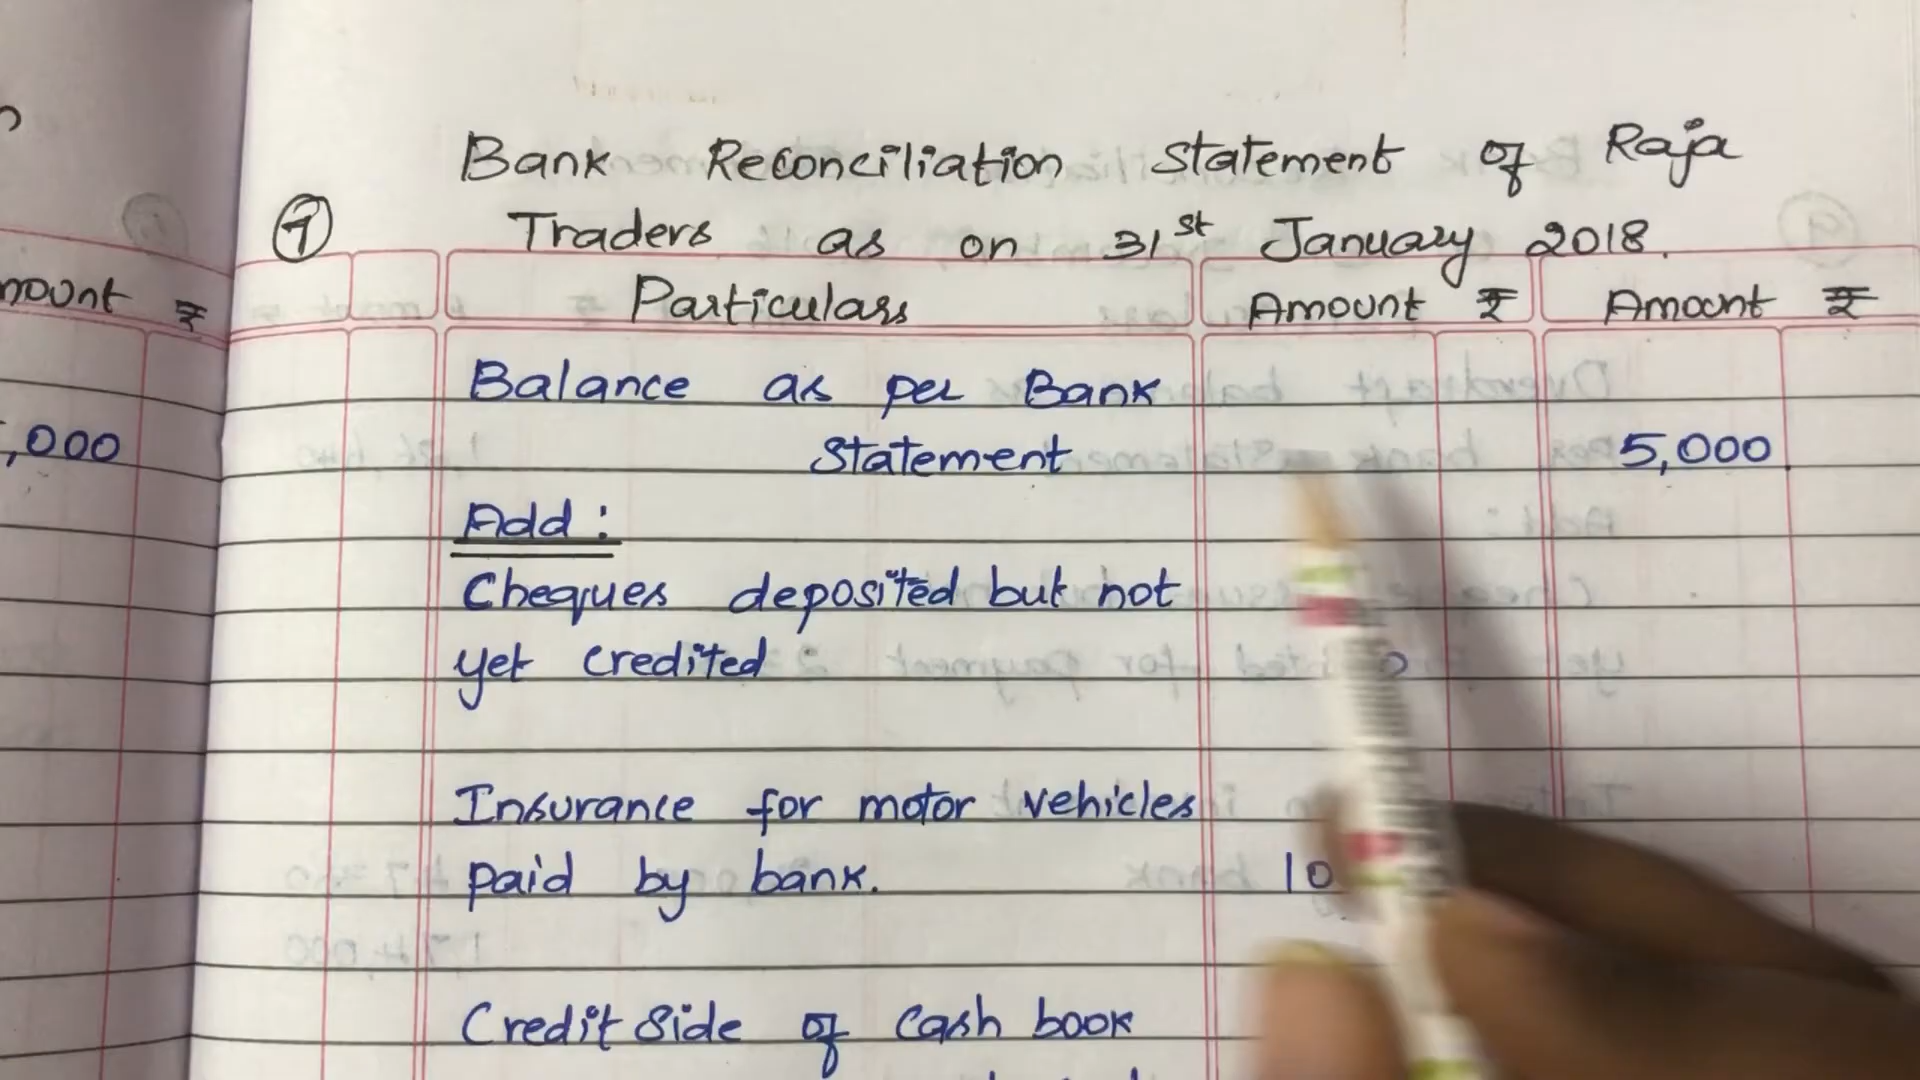 Bank Reconciliation Statement of Raja
⑦ Traders as on 31st January 2018.
mount ₹ Particulars Amount ₹ Amount ₹
Balance as per Bank
,000 Statement 5,000
Add :
Cheques deposited but not
yet credited
Insurance for motor vehicles
paid by bank. 10
Credit Side of Cash book